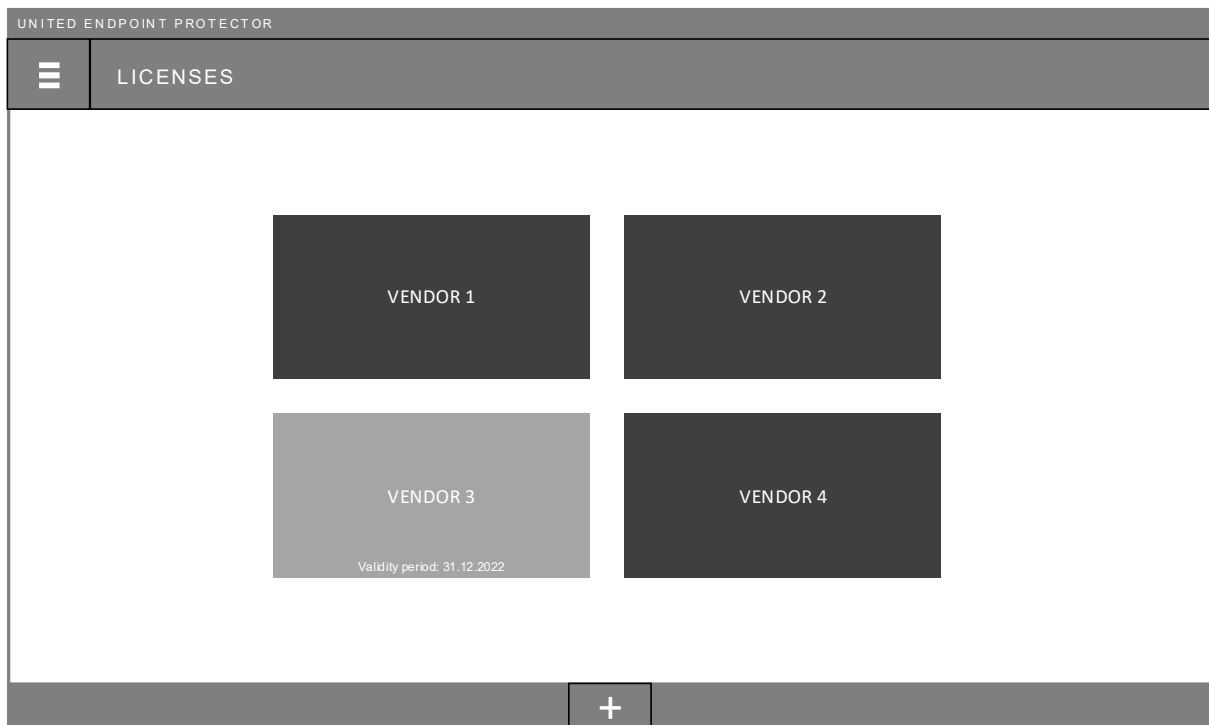 UNITED ENDPOINT PROTECTOR
LICENSES
VENDOR 1
VENDOR 2
VENDOR 3
Validity period: 31.12.2022
VENDOR 4